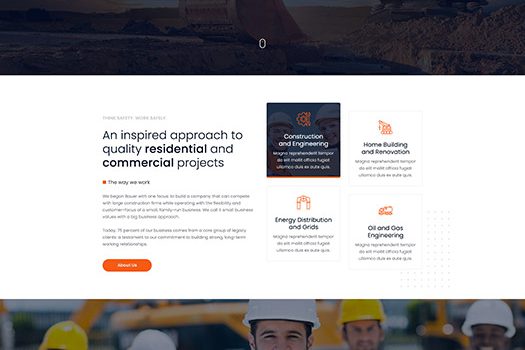 THINK SAFETY. WORK SAFELY
An inspired approach to
quality residential and
commercial projects
The way we work
We began Bauer with one focus: to build a company that can compete
with large construction firms while operating with the flexibility and
customer-focus of a small, family-run business. We call it small business
values with a big business approach.
Today, 75 percent of our business comes from a core group of legacy
clients: a testament to our commitment to building strong, long-term
working relationships.
About Us
Construction
and Engineering
Magna reprehenderit tempor
do elit mollit officia fugiat
ullamco duis ex aute quis.
Home Building
and Renovation
Magna reprehenderit tempor
do elit mollit officia fugiat
ullamco duis ex aute quis.
Energy Distribution
and Grids
Magna reprehenderit tempor
do elit mollit officia fugiat
ullamco duis ex aute quis.
Oil and Gas
Engineering
Magna reprehenderit tempor
do elit mollit officia fugiat
ullamco duis ex aute quis.